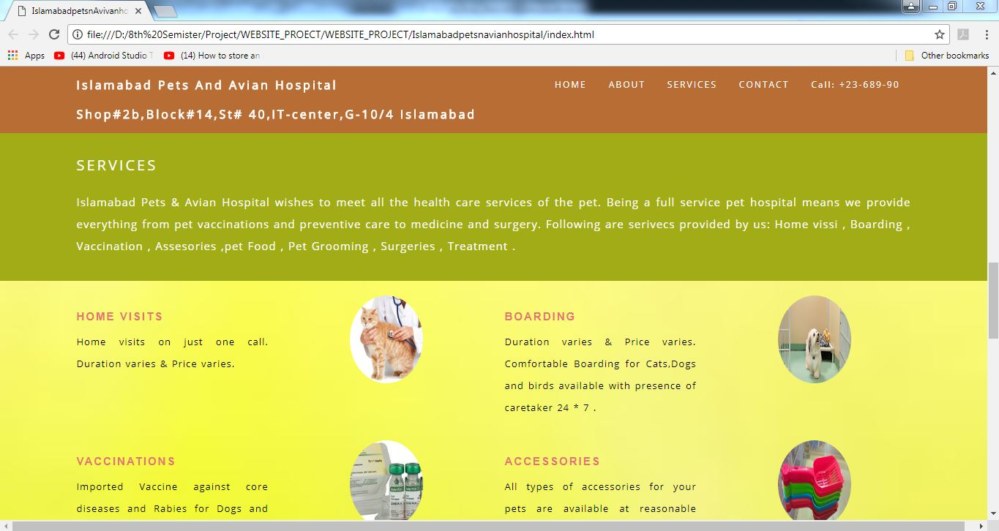 IslamabadpetsnAvivanho
file:///D:/8th%20Semister/Project/WEBSITE_PROECT/WEBSITE_PROJECT/Islamabadpetsnavianhospital/index.html
Apps (44) Android Studio T (14) How to store an Other bookmarks
Islamabad Pets And Avian Hospital
HOME ABOUT SERVICES CONTACT Call: +23-689-90
Shop#2b,Block#14,St# 40,IT-center,G-10/4 Islamabad
SERVICES
Islamabad Pets & Avian Hospital wishes to meet all the health care services of the pet. Being a full service pet hospital means we provide
everything from pet vaccinations and preventive care to medicine and surgery. Following are serivecs provided by us: Home vissi , Boarding ,
Vaccination , Assesories ,pet Food , Pet Grooming , Surgeries , Treatment .
HOME VISITS
Home visits on just one call.
Duration varies & Price varies.
BOARDING
Duration varies & Price varies.
Comfortable Boarding for Cats,Dogs
and birds available with presence of
caretaker 24 * 7 .
VACCINATIONS
Imported Vaccine against core
diseases and Rabies for Dogs and
ACCESSORIES
All types of accessories for your
pets are available at reasonable